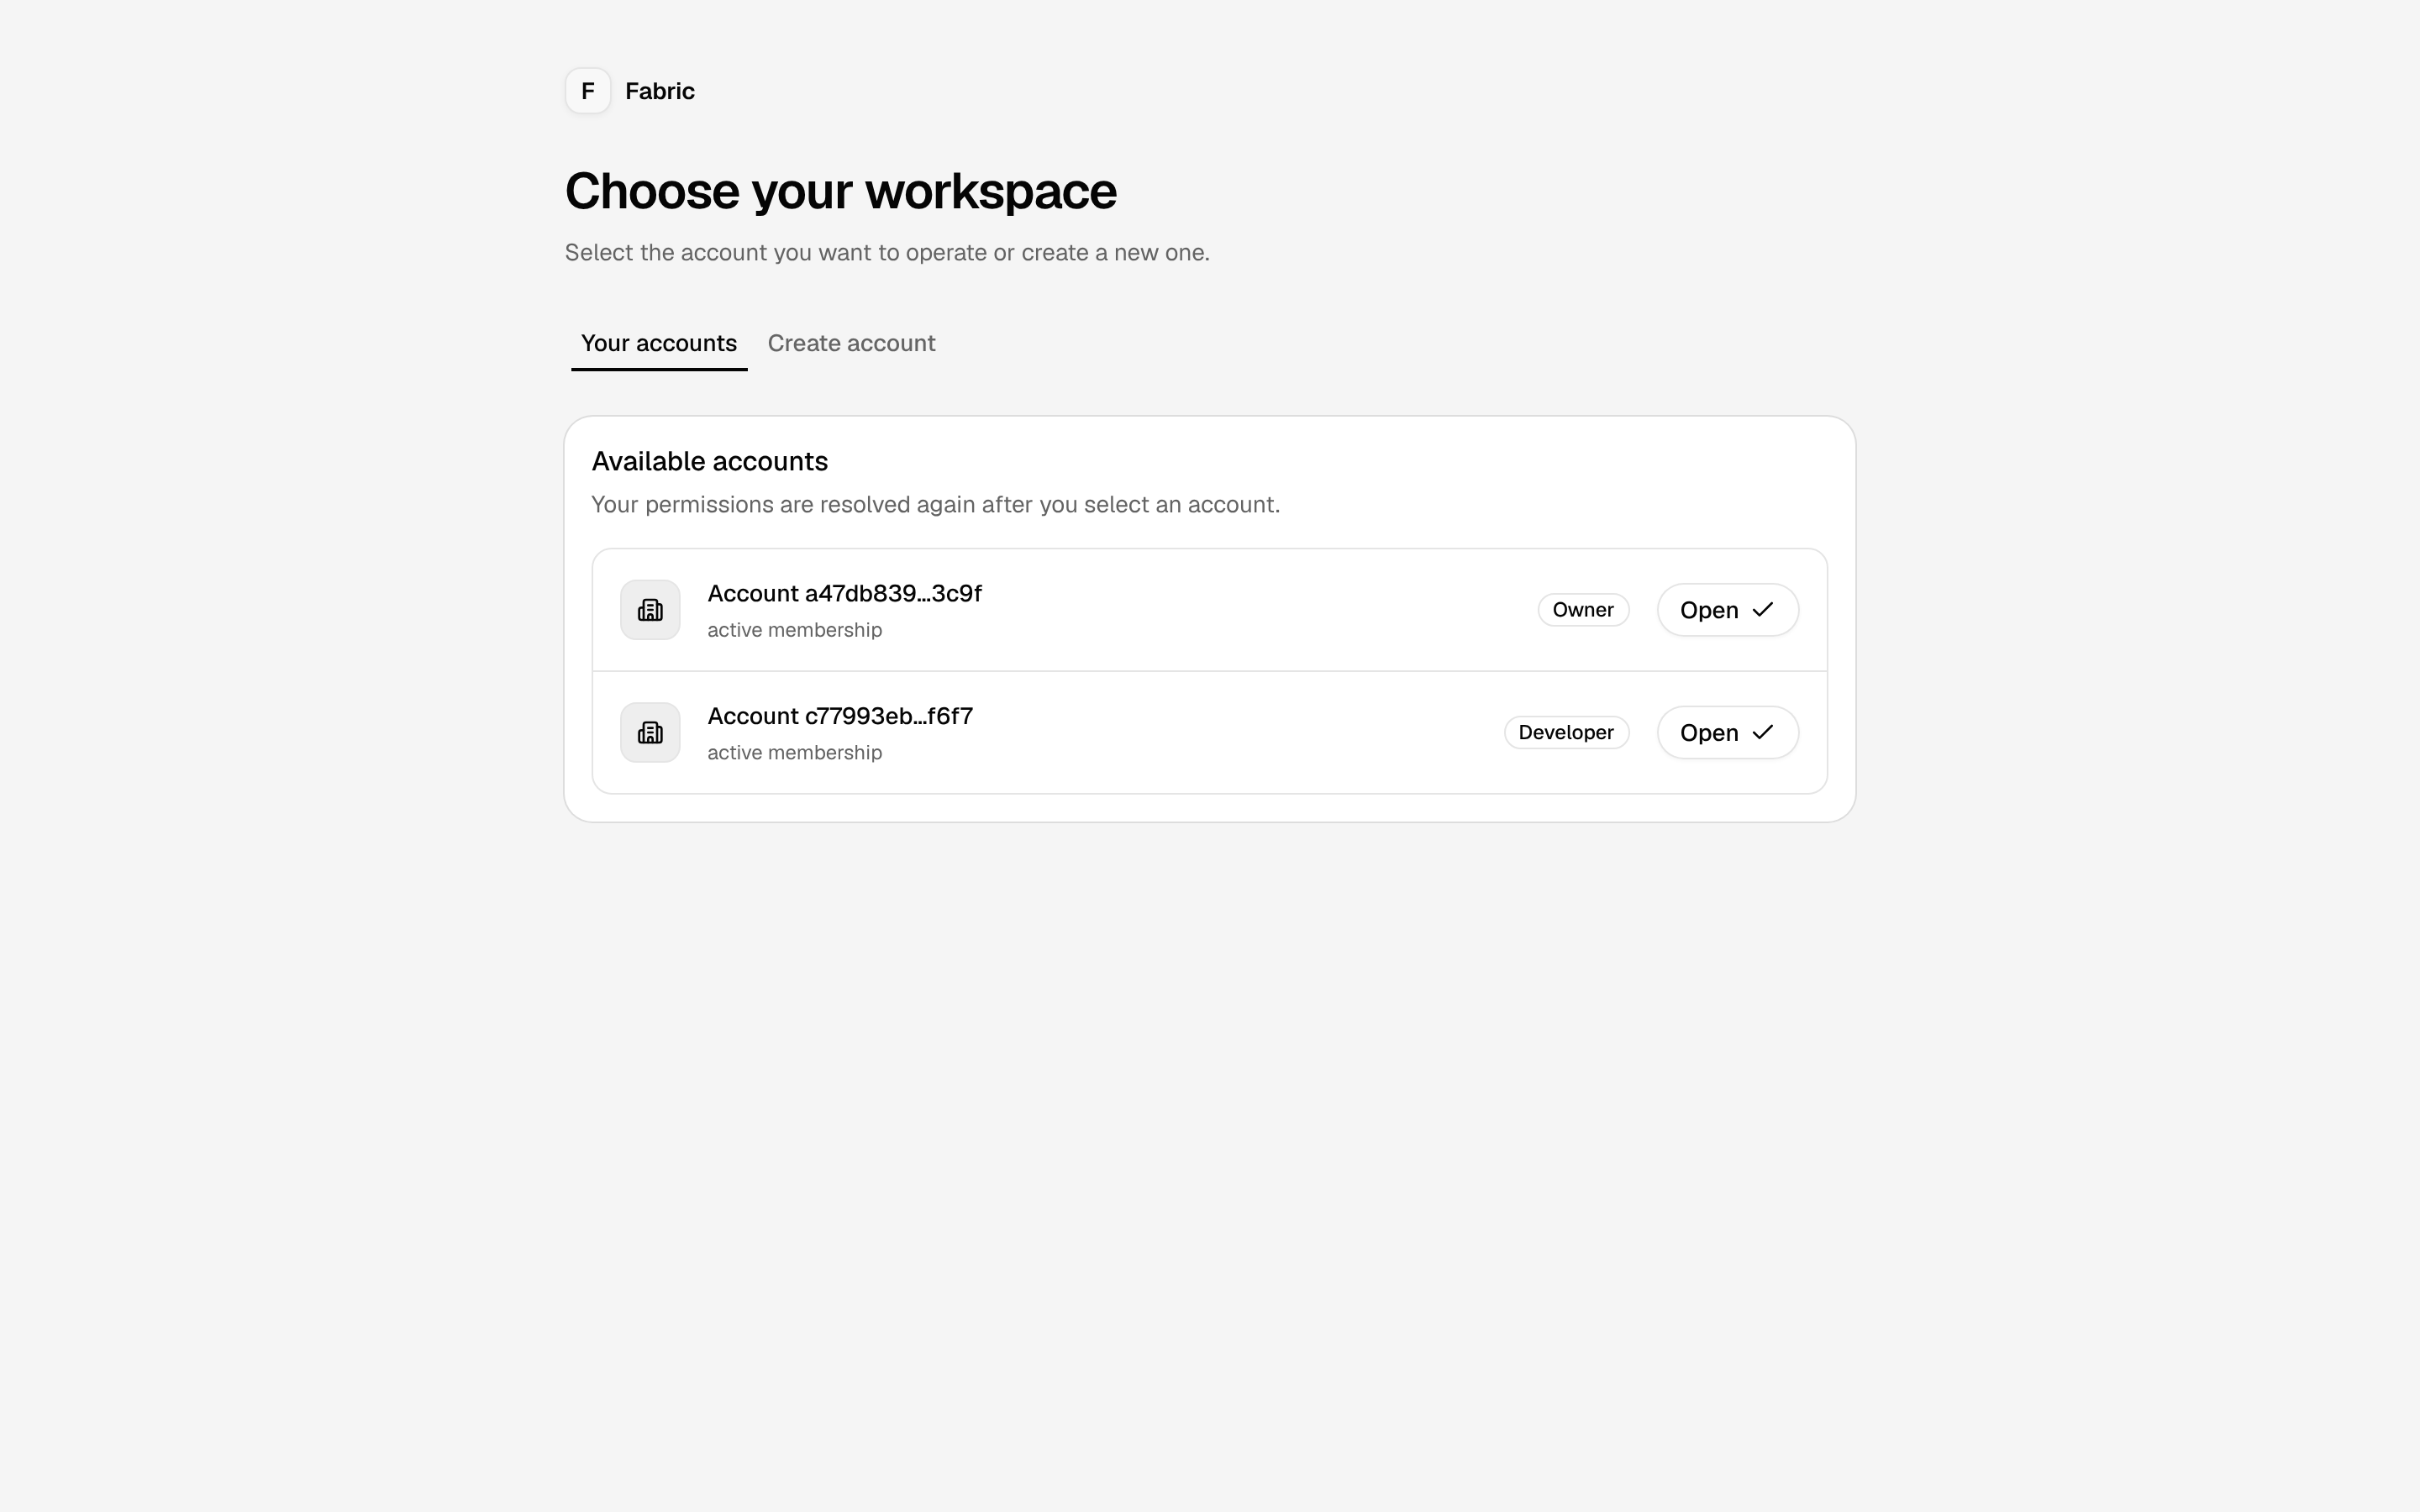 F Fabric
Choose your workspace
Select the account you want to operate or create a new one.
Your accounts Create account
Available accounts
Your permissions are resolved again after you select an account.
Account a47db839...3c9f
active membership
Owner Open
Account c77993eb...f6f7
active membership
Developer Open